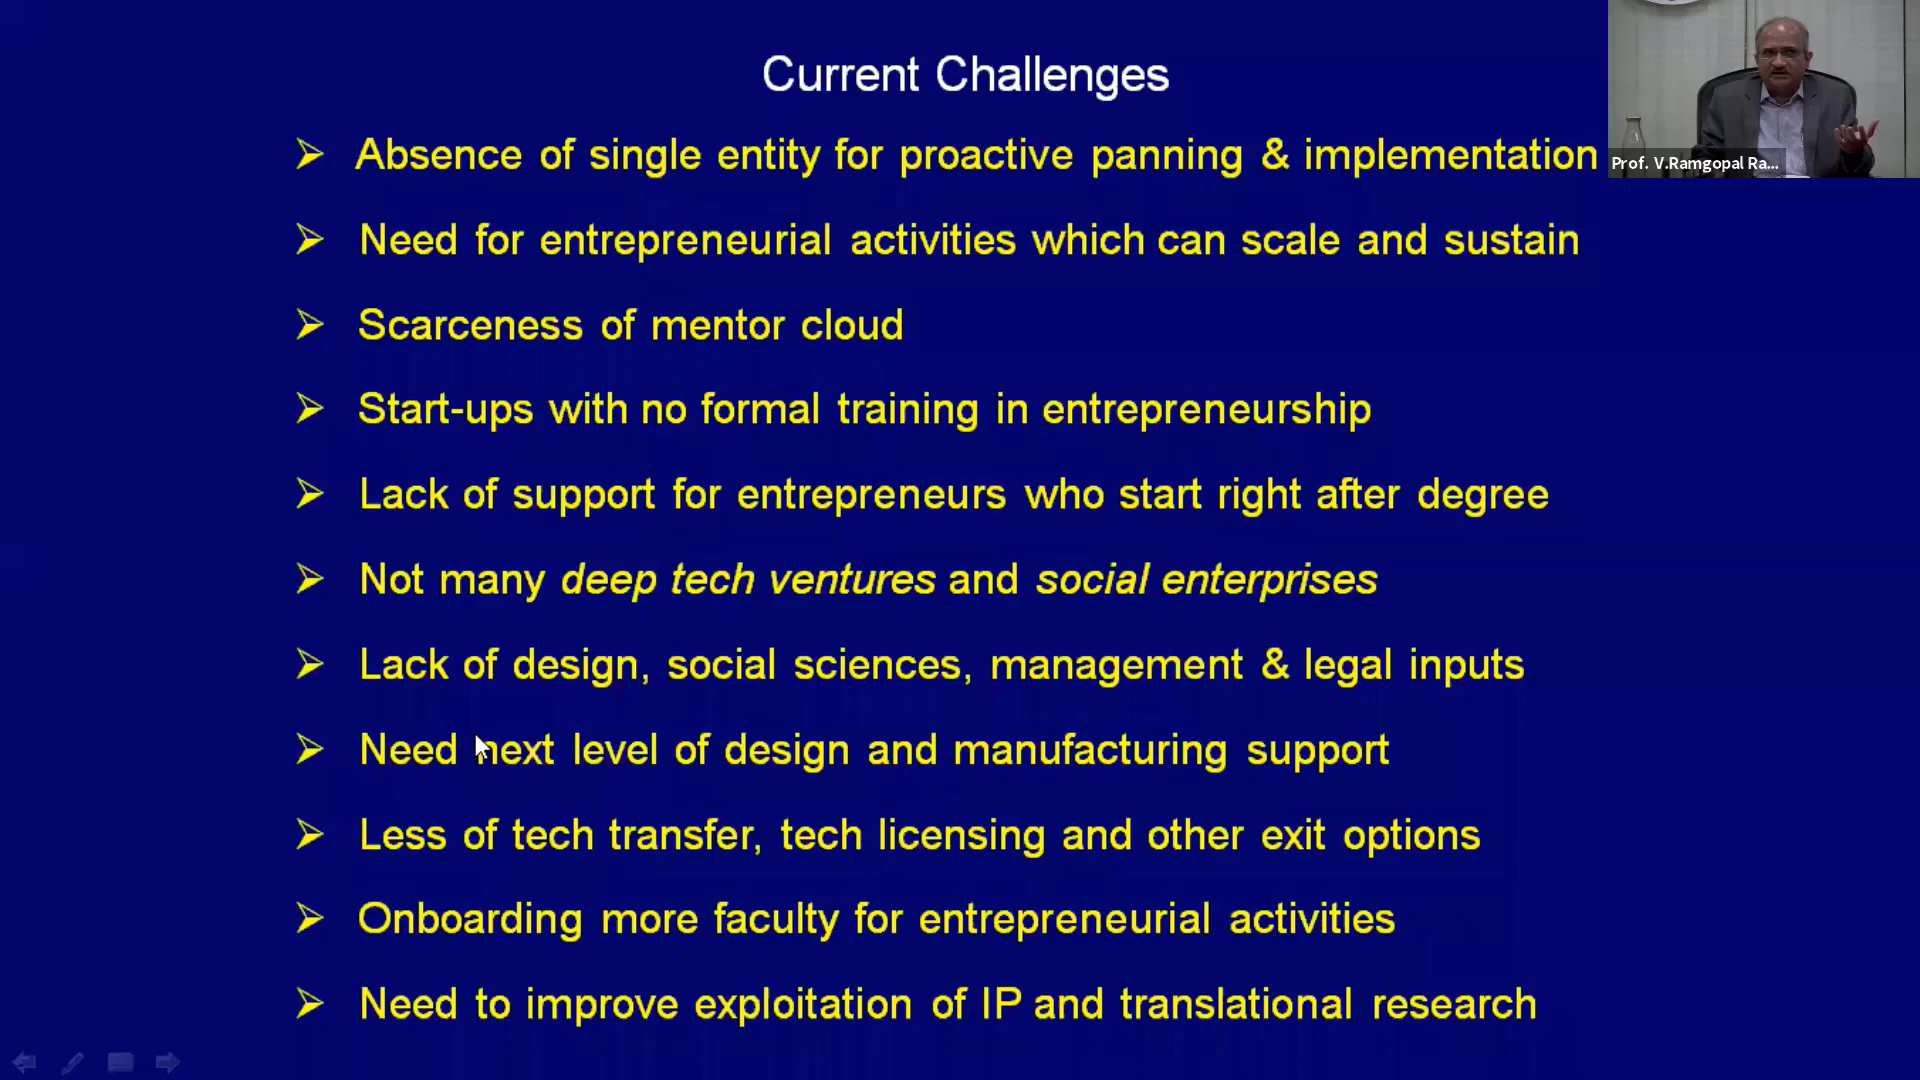 Current Challenges
Absence of single entity for proactive panning & implementation
Prof. V.Ramgopal Ra...
Need for entrepreneurial activities which can scale and sustain
Scarceness of mentor cloud
Start-ups with no formal training in entrepreneurship
Lack of support for entrepreneurs who start right after degree
Not many deep tech ventures and social enterprises
Lack of design, social sciences, management & legal inputs
Need next level of design and manufacturing support
Less of tech transfer, tech licensing and other exit options
Onboarding more faculty for entrepreneurial activities
Need to improve exploitation of IP and translational research